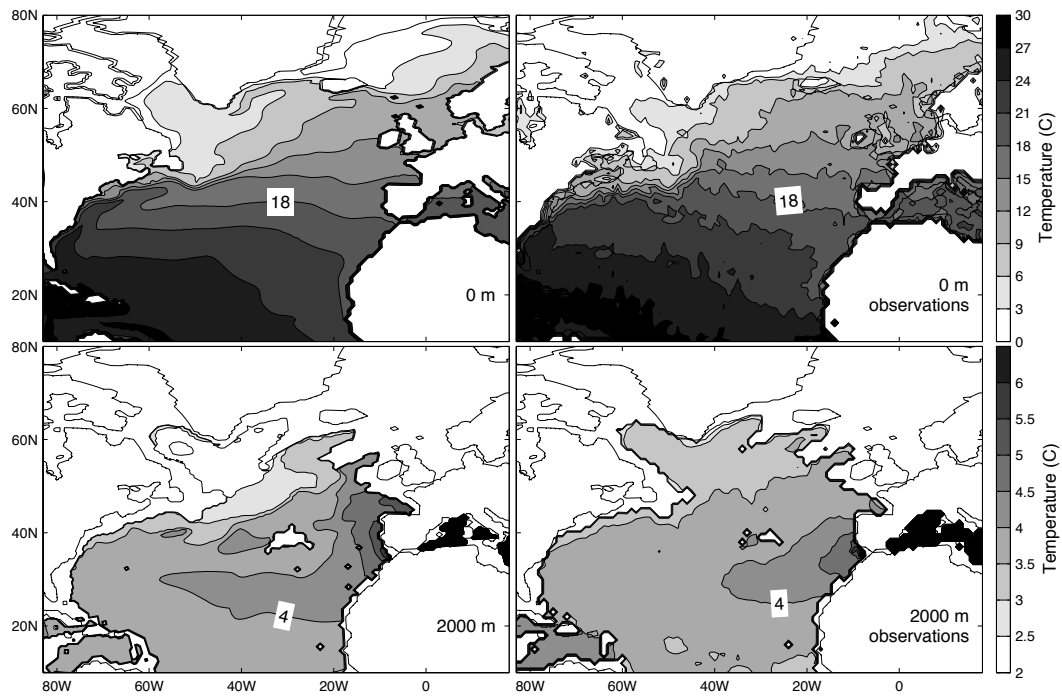 80N
60N
40N
20N
18
0 m
18
0 m
observations
30
27
24
21
18
15
12
9
6
3
0
Temperature (C)
80N
60N
40N
20N
80W
60W
40W
20W
0
4
2000 m
80W
60W
40W
20W
0
4
2000 m
observations
6
5.5
5
4.5
4
3.5
3
2.5
2
Temperature (C)